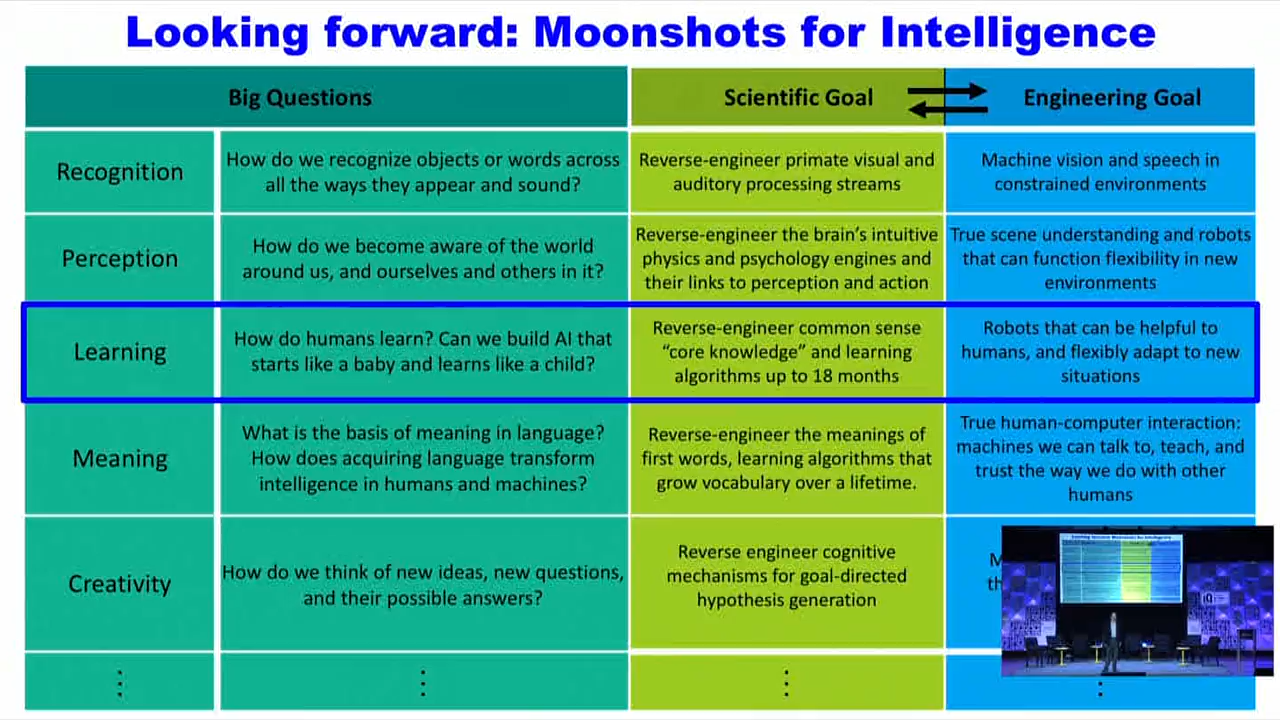 Looking forward: Moonshots for Intelligence
Big Questions
Scientific Goal
Engineering Goal
Recognition
How do we recognize objects or words across
all the ways they appear and sound?
Reverse-engineer primate visual and
auditory processing streams
Machine vision and speech in
constrained environments
Perception
How do we become aware of the world
around us, and ourselves and others in it?
Reverse-engineer the brain's intuitive
physics and psychology engines and
their links to perception and action
True scene understanding and robots
that can function flexibility in new
environments
Learning
How do humans learn? Can we build AI that
starts like a baby and learns like a child?
Reverse-engineer common sense
“core knowledge” and learning
algorithms up to 18 months
Robots that can be helpful to
humans, and flexibly adapt to new
situations
Meaning
What is the basis of meaning in language?
How does acquiring language transform
intelligence in humans and machines?
Reverse-engineer the meanings of
first words, learning algorithms that
grow vocabulary over a lifetime.
True human-computer interaction:
machines we can talk to, teach, and
trust the way we do with other
humans
Creativity
How do we think of new ideas, new questions,
and their possible answers?
Reverse engineer cognitive
mechanisms for goal-directed
hypothesis generation
Looking forward: Moonshots for Intelligence
IQ